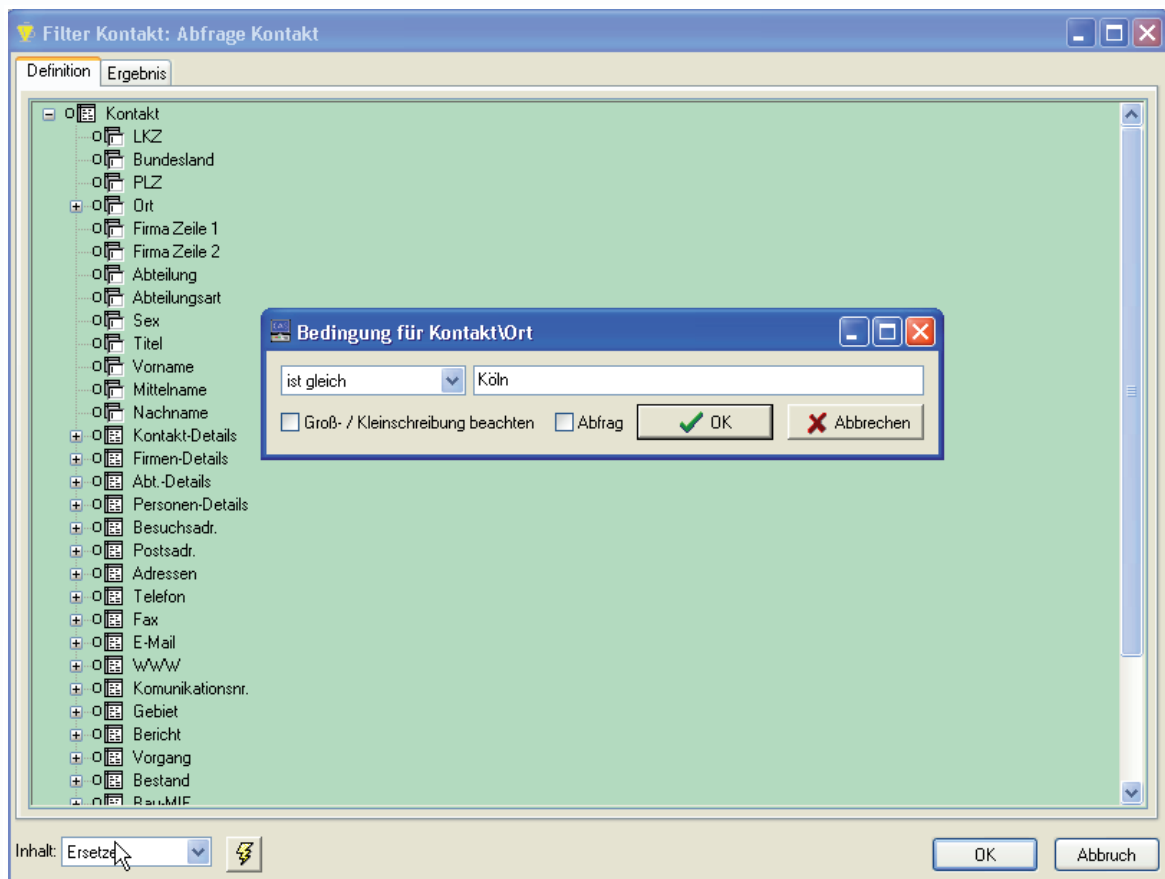 Filter Kontakt: Abfrage Kontakt
Definition
Ergebnis
Kontakt
LKZ
Bundesland
PLZ
Ort
Firma Zeile 1
Firma Zeile 2
Abteilung
Abteilungsart
Sex
Titel
Vorname
Mittelname
Nachname
Kontakt-Details
Firmen-Details
Abt.-Details
Personen-Details
Besuchsadr.
Postsadr.
Adressen
Telefon
Fax
E-Mail
WWW
Komunikationsnr.
Gebiet
Bericht
Vorgang
Bestand
Bedingung für Kontakt\Ort
ist gleich
Köln
Groß- / Kleinschreibung beachten
Abfrag
OK
Abbrechen
Inhalt:
Ersetze
OK
Abbruch